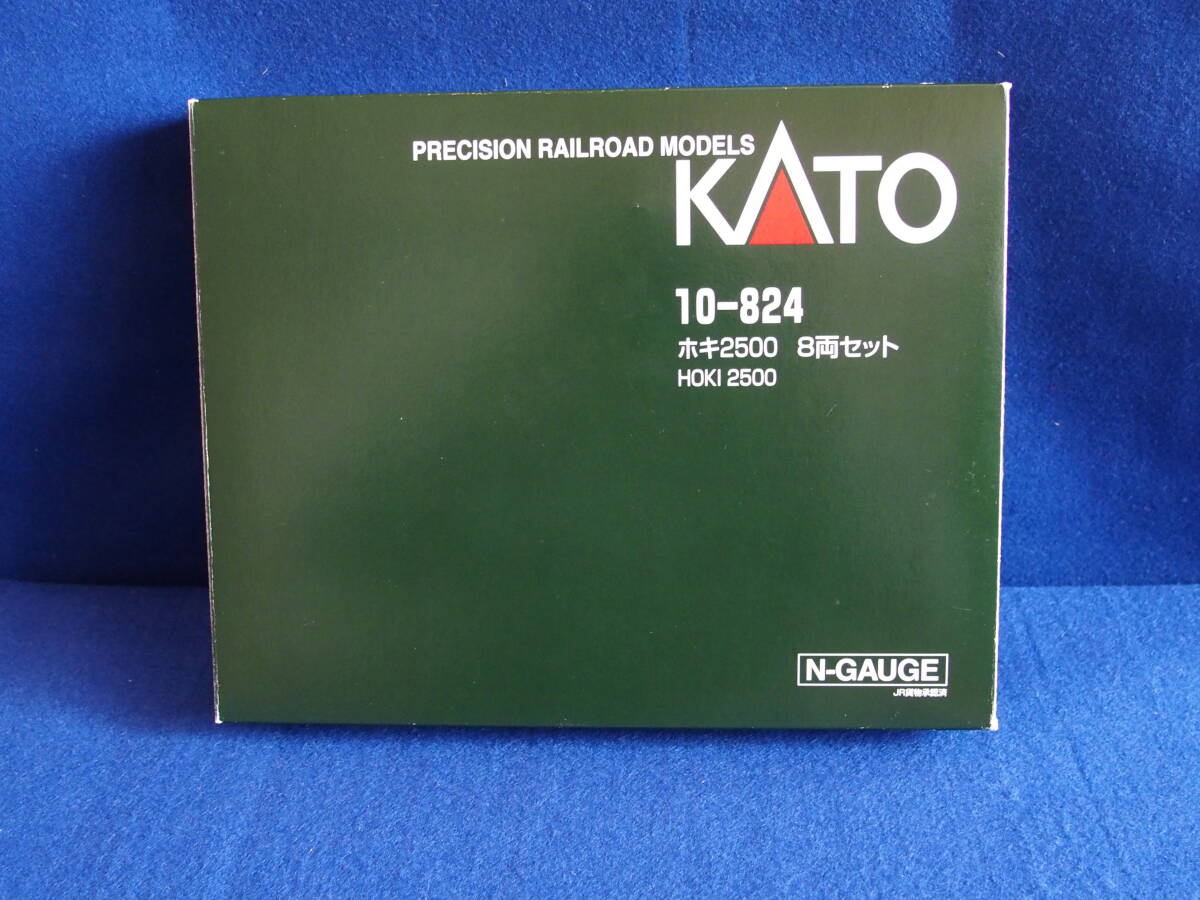 PRECISION RAILROAD MODELS
KATO
10-824
ホキ2500 8両セット
HOKI 2500
N-GAUGE
JR貨物承認済